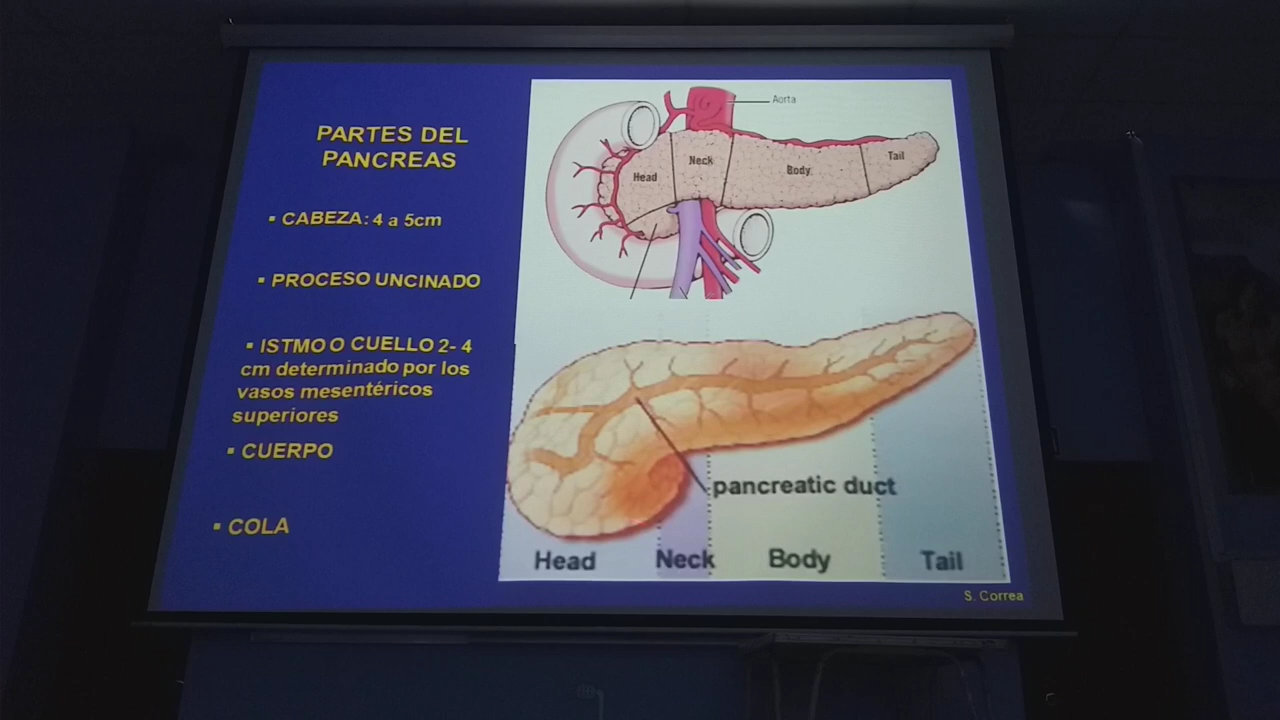 PARTES DEL
PANCREAS
▪ CABEZA: 4 a 5cm
▪ PROCESO UNCINADO
▪ ISTMO O CUELLO 2- 4
cm determinado por los
vasos mesentéricos
superiores
▪ CUERPO
▪ COLA
Aorta
Head
Neck
Body
Tail
pancreatic duct
Head
Neck
Body
Tail
S. Correa